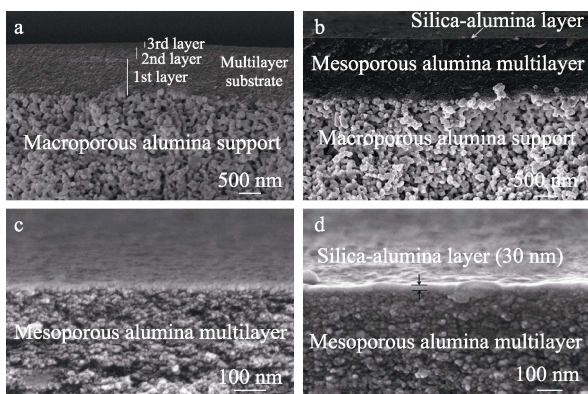 a
3rd layer
2nd layer
1st layer
Multilayer
substrate
Macroporous alumina support
500 nm
b
Silica-alumina layer
Mesoporous alumina multilayer
Macroporous alumina support
500 nm
c
Mesoporous alumina multilayer
100 nm
d
Silica-alumina layer (30 nm)
Mesoporous alumina multilayer
100 nm